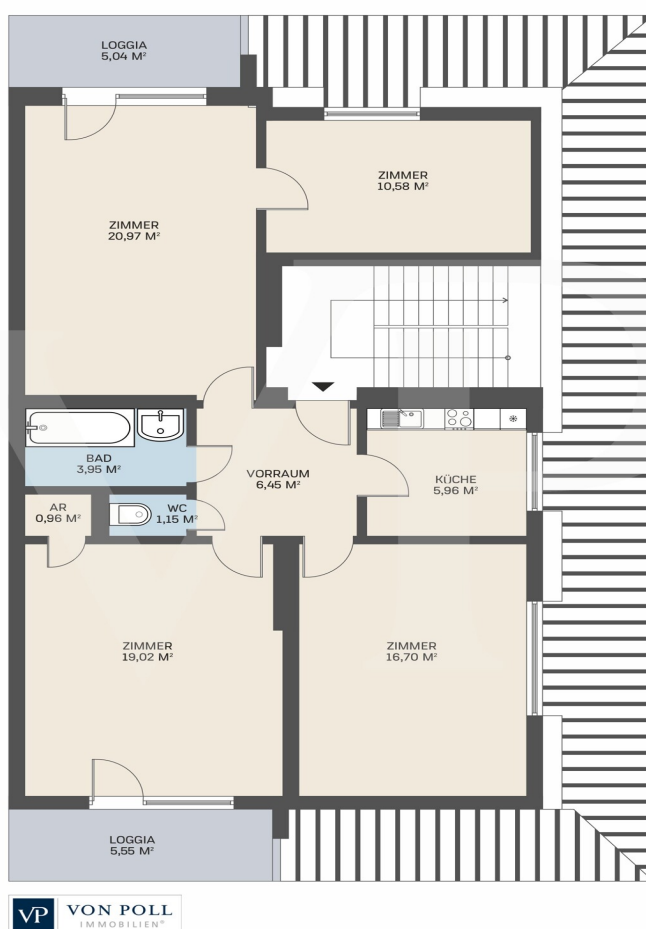 LOGGIA
5,04 M²
ZIMMER
10,58 M²
ZIMMER
20,97 M²
BAD
3,95 M²
VORRAUM
6,45 M²
KÜCHE
5,96 M²
AR
0,96 M²
WC
1,15 M²
ZIMMER
19,02 M²
ZIMMER
16,70 M²
LOGGIA
5,55 M²
VP
VON POLL
IMMOBILIEN®